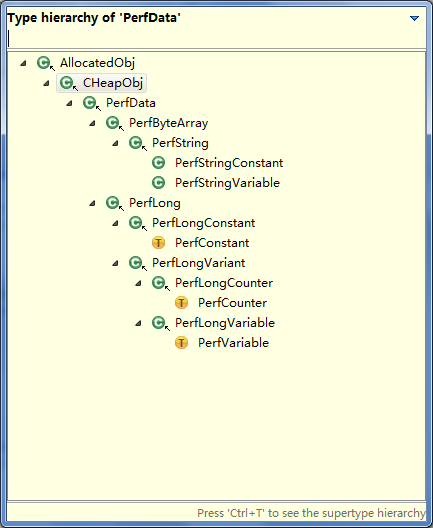 Type hierarchy of 'PerfData'
AllocatedObj
CHeapObj
PerfData
PerfByteArray
PerfString
PerfStringConstant
PerfStringVariable
PerfLong
PerfLongConstant
PerfConstant
PerfLongVariant
PerfLongCounter
PerfCounter
PerfLongVariable
PerfVariable
Press 'Ctrl+T' to see the supertype hierarchy